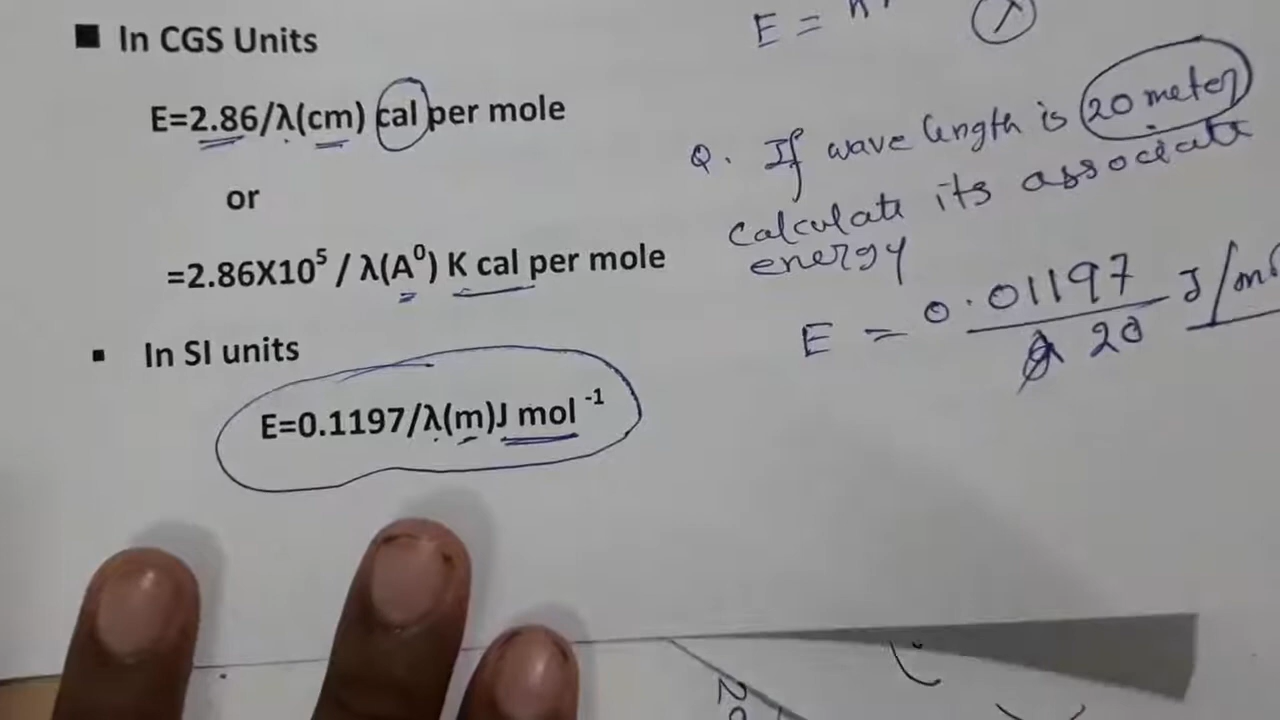 ■ In CGS Units
E=2.86/λ(cm) cal per mole
or
=2.86X10⁵ / λ(A⁰) K cal per mole
▪ In SI units
E=0.1197/λ(m)J mol ⁻¹
E =
Q. If wave length is 20 meter
Calculate its associate
energy
E = 0.01197 / 20 J/mo